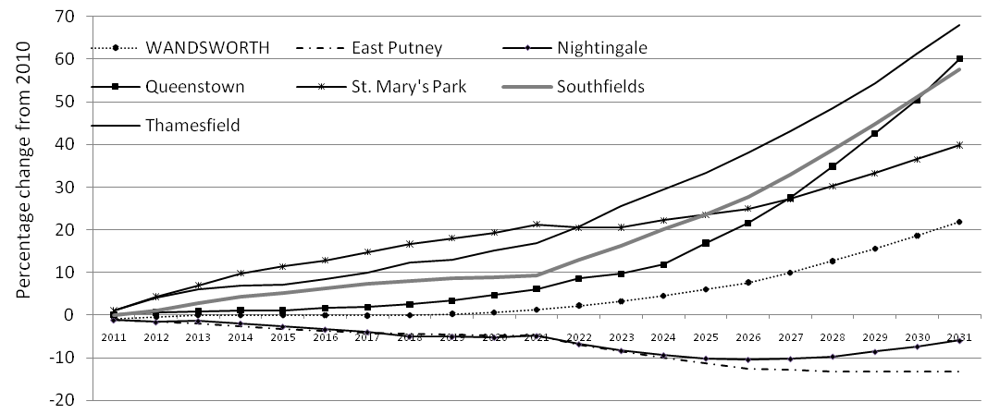 Percentage change from 2010
70
60
50
40
30
20
10
0
-10
-20
WANDSWORTH East Putney Nightingale
Queenstown St. Mary's Park Southfields
Thamesfield
2011 2012 2013 2014 2015 2016 2017 2018 2019 2020 2021 2022 2023 2024 2025 2026 2027 2028 2029 2030 2031